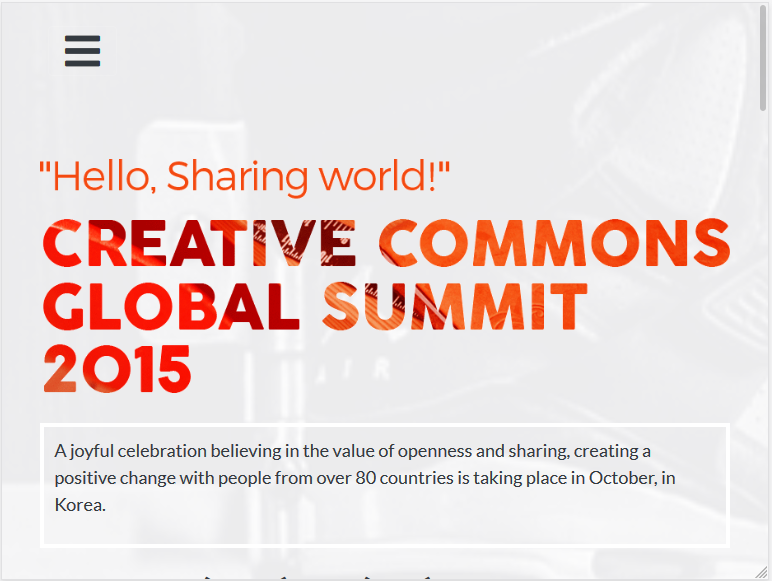 "Hello, Sharing world!"
CREATIVE COMMONS
GLOBAL SUMMIT
2015
A joyful celebration believing in the value of openness and sharing, creating a
positive change with people from over 80 countries is taking place in October, in
Korea.